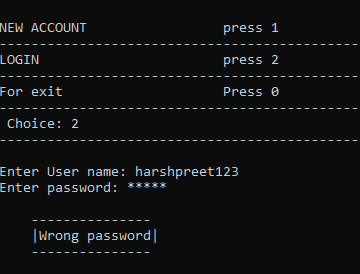 NEW ACCOUNT press 1
---------------------------------------------
LOGIN press 2
---------------------------------------------
For exit Press 0
---------------------------------------------
Choice: 2
---------------------------------------------
Enter User name: harshpreet123
Enter password: *****
---------------
|Wrong password|
---------------